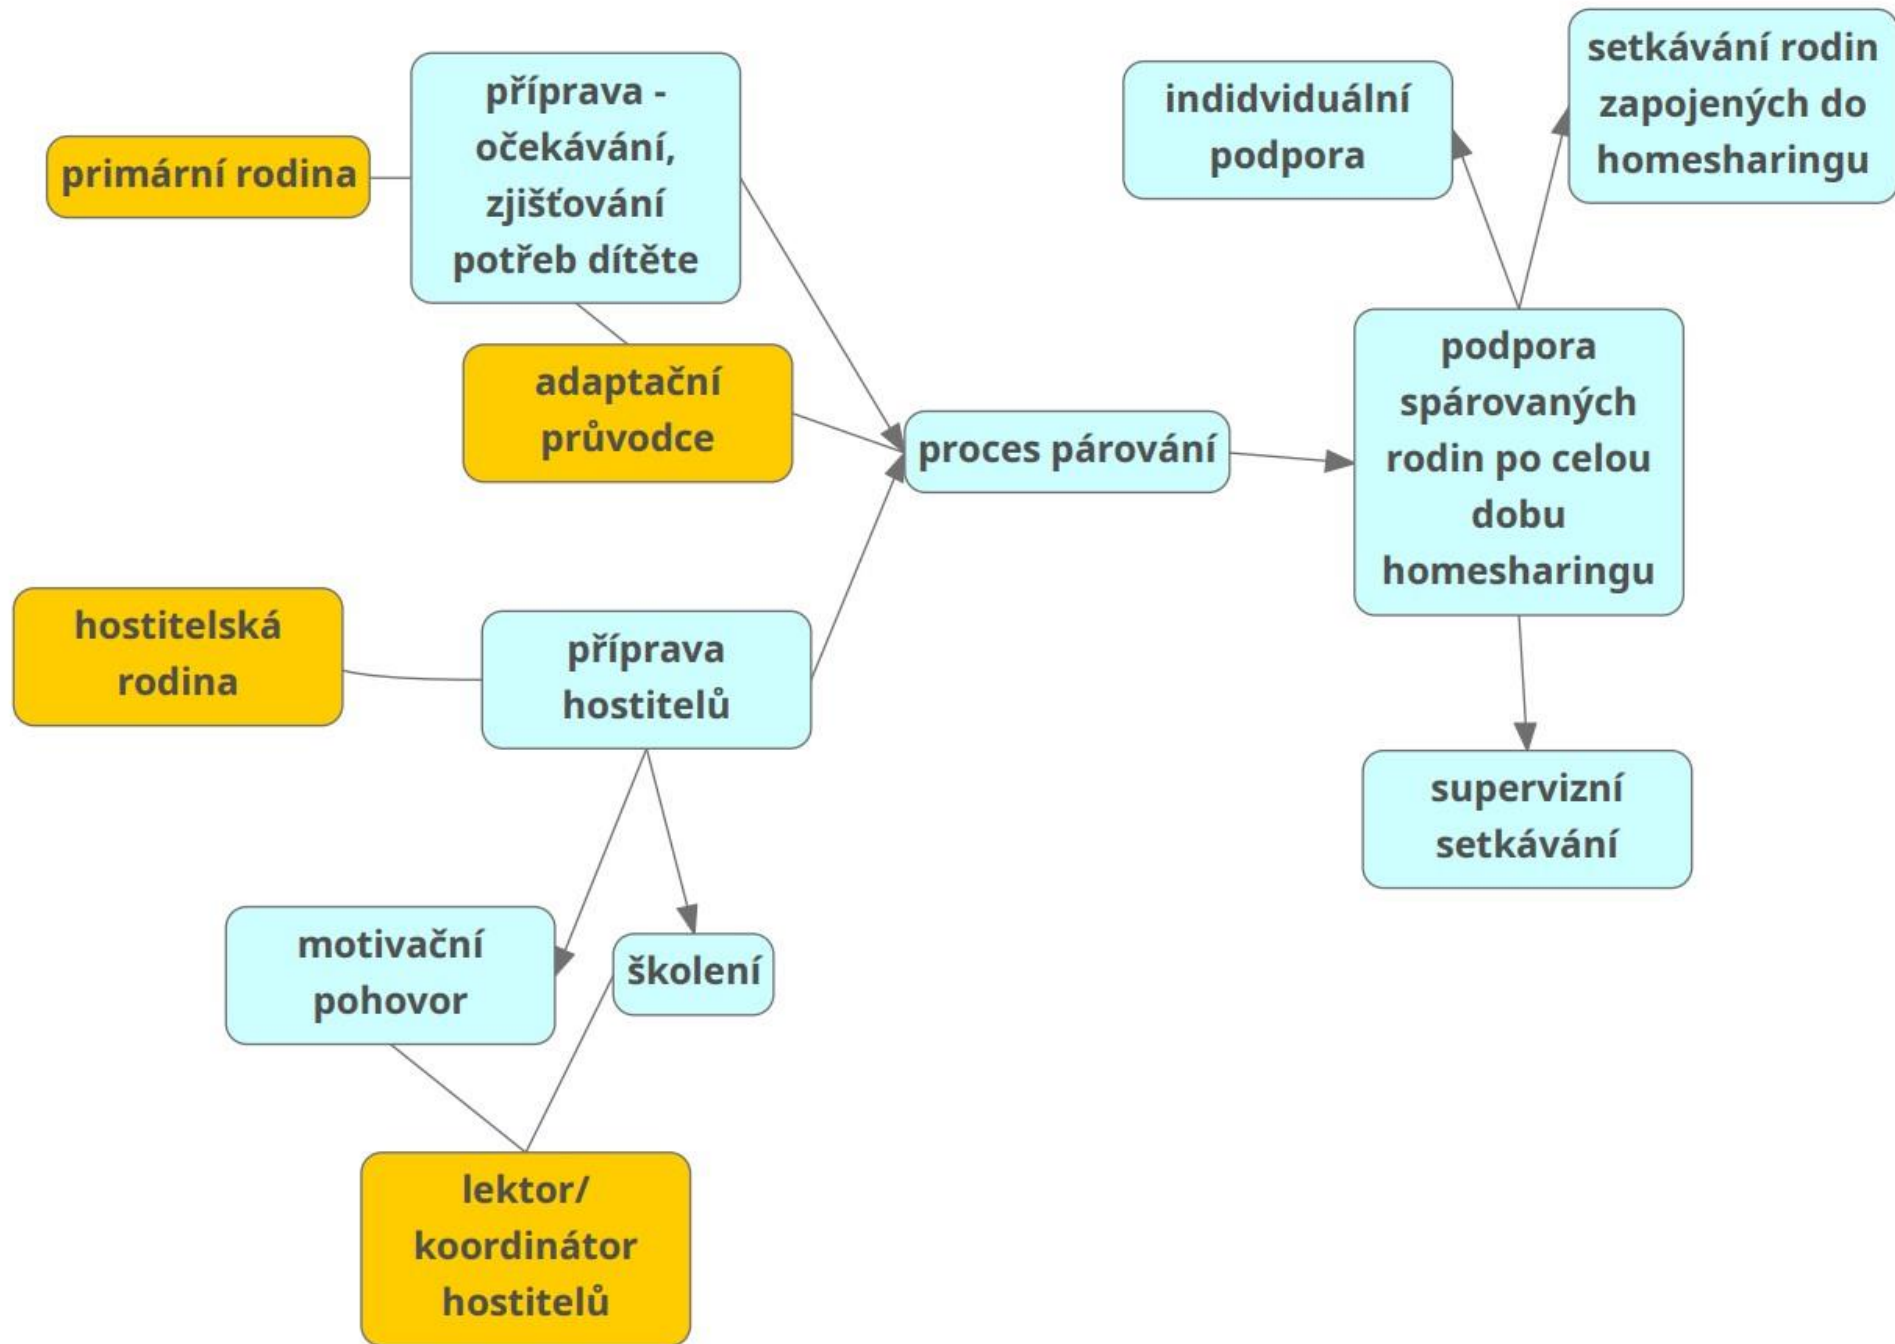 primární rodina
příprava -
očekávání,
zjišťování
potřeb dítěte
adaptační
průvodce
hostitelská
rodina
příprava
hostitelů
motivační
pohovor
školení
lektor/
koordinátor
hostitelů
proces párování
indidviduální
podpora
setkávání rodin
zapojených do
homesharingu
podpora
spárovaných
rodin po celou
dobu
homesharingu
supervizní
setkávání